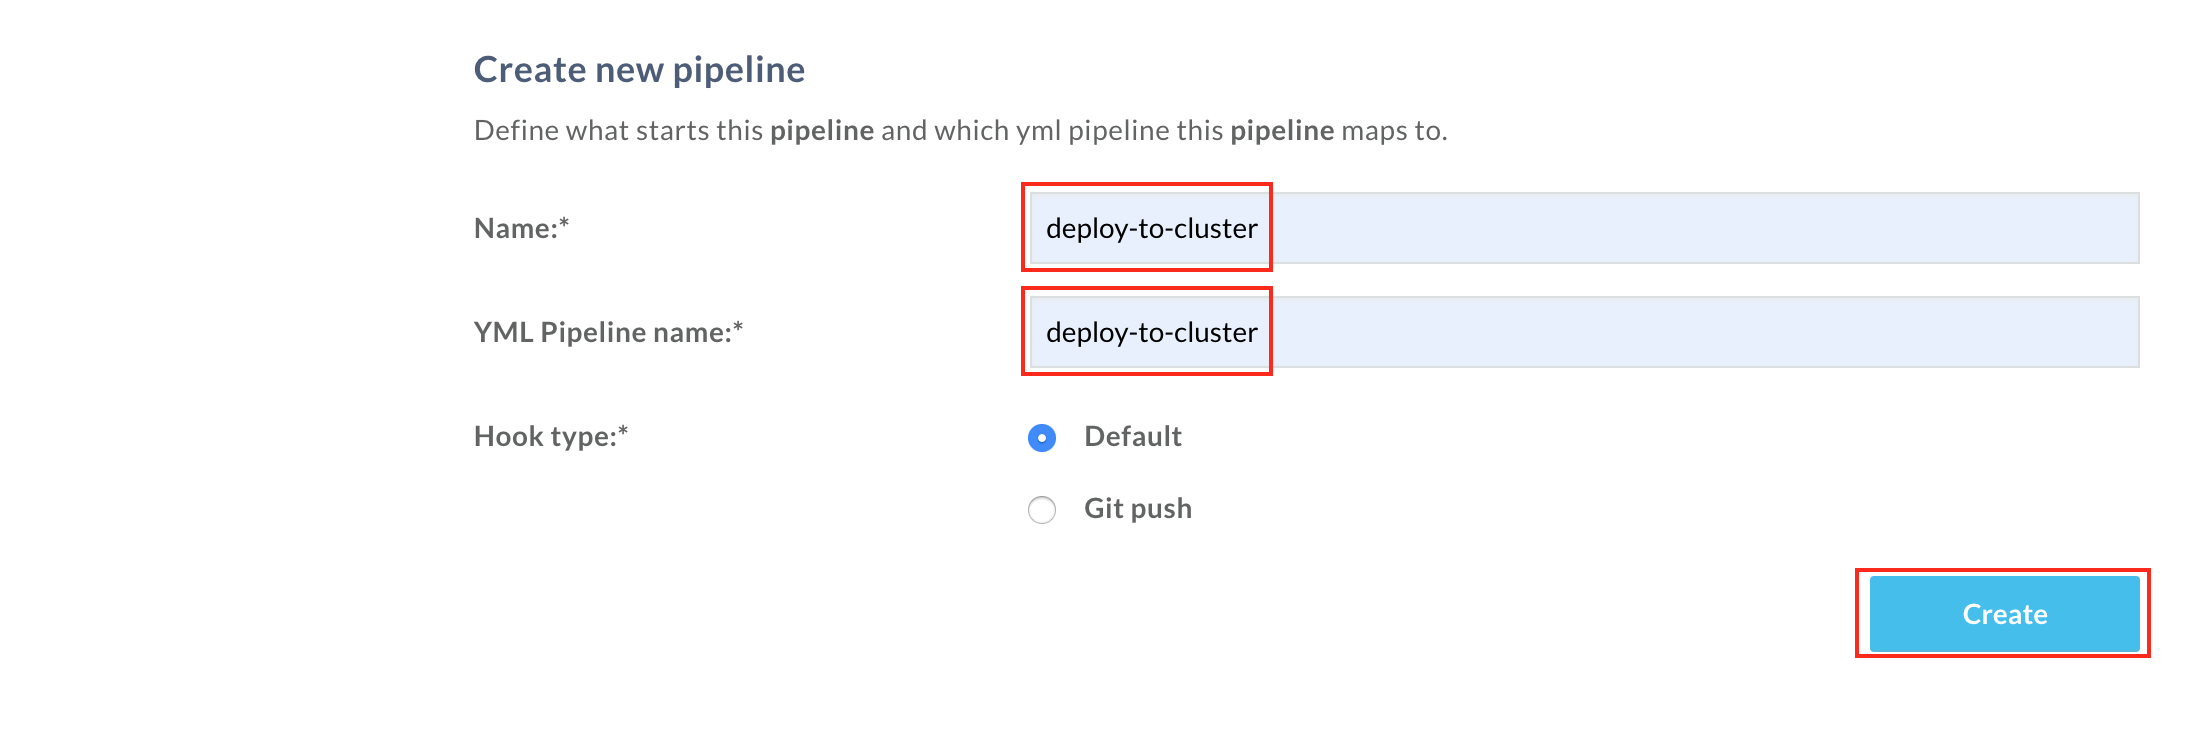 Create new pipeline
Define what starts this pipeline and which yml pipeline this pipeline maps to.
Name:* deploy-to-cluster
YML Pipeline name:* deploy-to-cluster
Hook type:* Default
Git push
Create